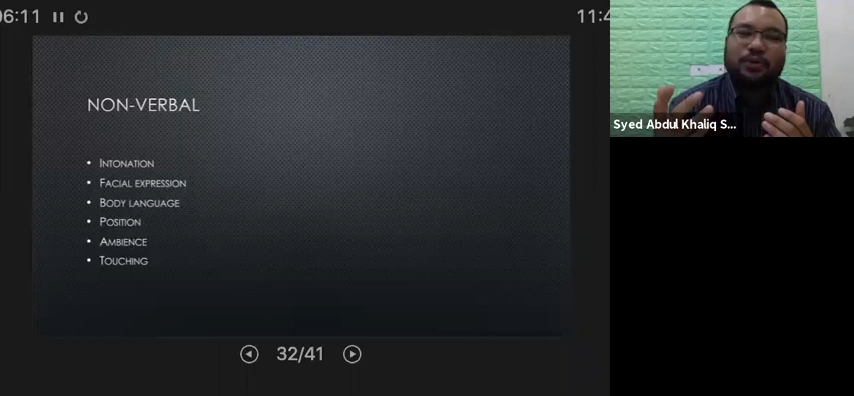 06:11
11:4
NON-VERBAL
• INTONATION
• FACIAL EXPRESSION
• BODY LANGUAGE
• POSITION
• AMBIENCE
• TOUCHING
32/41
Syed Abdul Khaliq S...